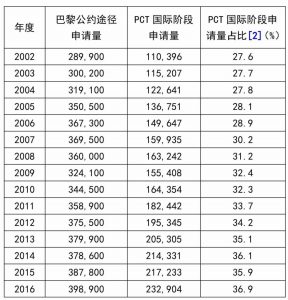 年度 巴黎公约途径 PCT 国际阶段 PCT 国际阶段申
申请量 申请量 请量占比[2](%)
2002 289,900 110,396 27.6
2003 300,200 115,207 27.7
2004 319,100 122,641 27.8
2005 350,500 136,751 28.1
2006 367,300 149,647 28.9
2007 369,500 159,935 30.2
2008 360,000 163,242 31.2
2009 324,100 155,408 32.4
2010 344,500 164,354 32.3
2011 358,900 182,442 33.7
2012 375,500 195,345 34.2
2013 379,900 205,305 35.1
2014 378,600 214,331 36.1
2015 387,800 217,233 35.9
2016 398,900 232,904 36.9